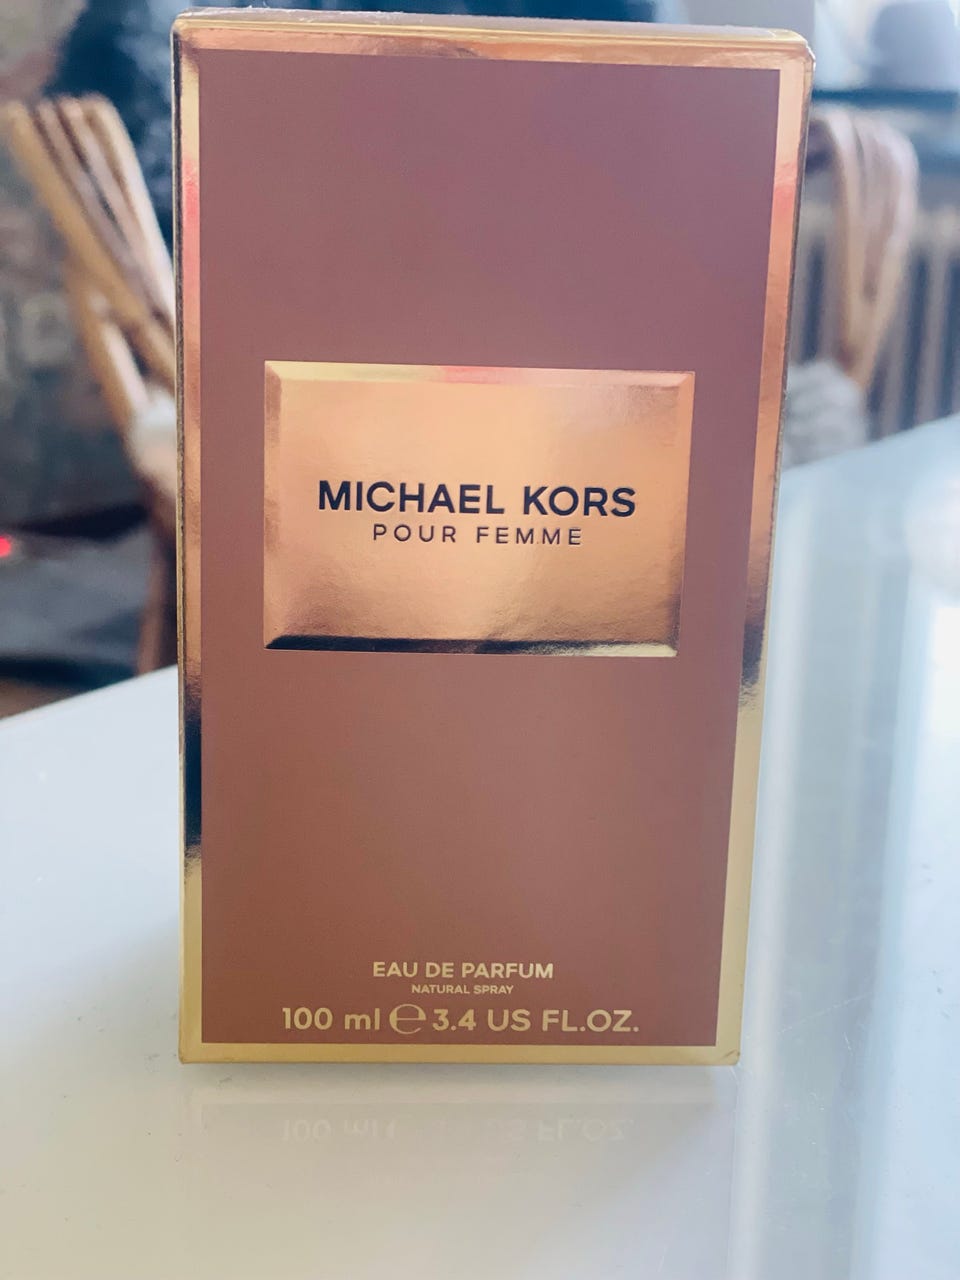 MICHAEL KORS
POUR FEMME
EAU DE PARFUM
NATURAL SPRAY
100 ml ℮ 3.4 US FL.OZ.